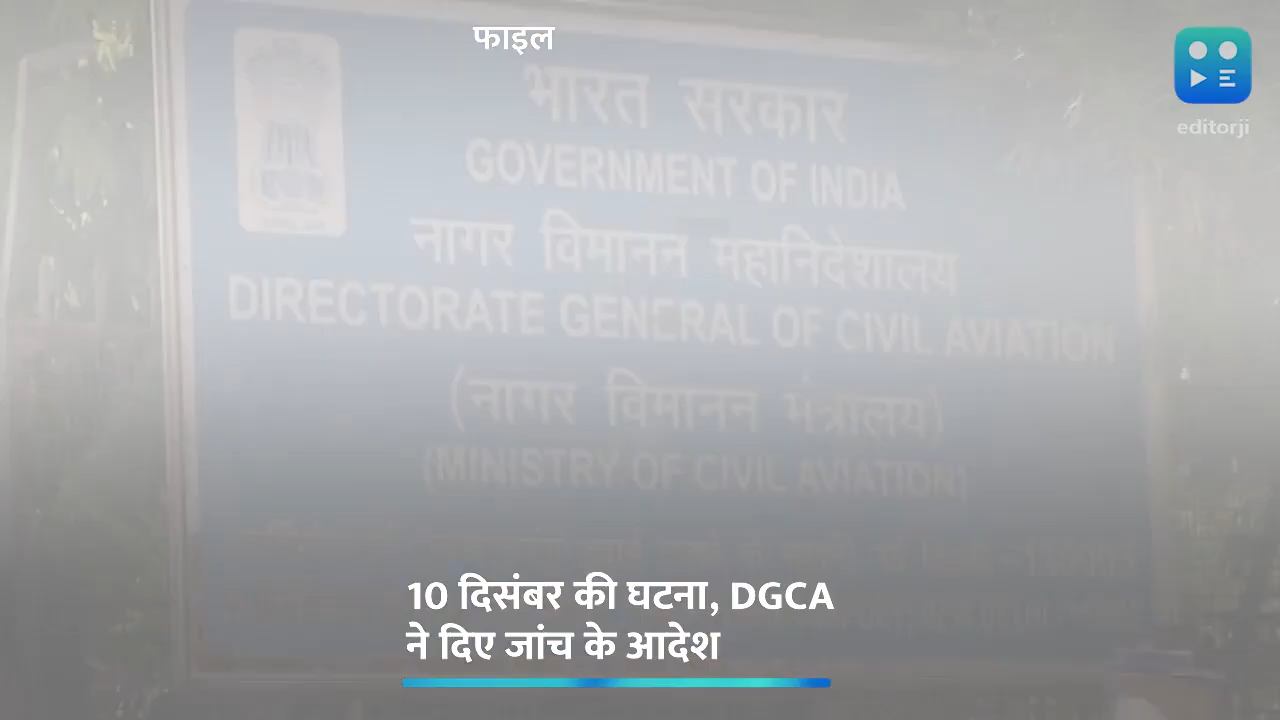 फाइल
editorji
भारत सरकार
GOVERNMENT OF INDIA
नागर विमानन महानिदेशालय
DIRECTORATE GENERAL OF CIVIL AVIATION
(नागर विमानन मंत्रालय)
(MINISTRY OF CIVIL AVIATION)
10 दिसंबर की घटना, DGCA
ने दिए जांच के आदेश